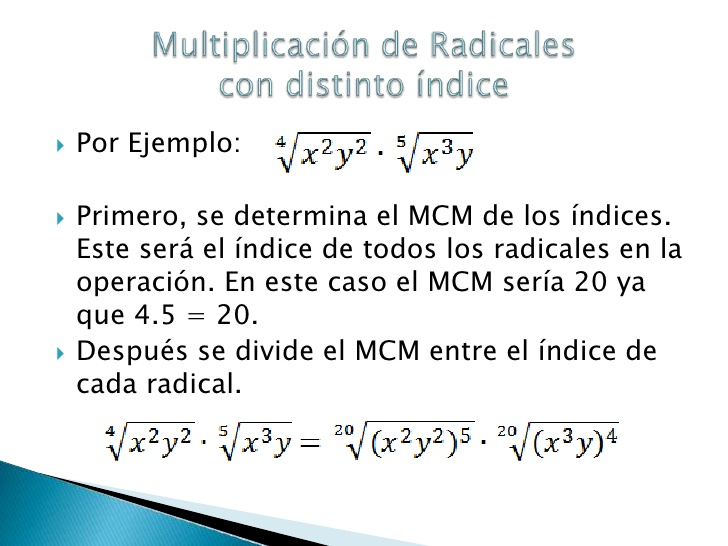 Multiplicación de Radicales
con distinto índice
Por Ejemplo: ⁴√(x²y²) · ⁵√(x³y)
Primero, se determina el MCM de los índices.
Este será el índice de todos los radicales en la
operación. En este caso el MCM sería 20 ya
que 4.5 = 20.
Después se divide el MCM entre el índice de
cada radical.
⁴√(x²y²) · ⁵√(x³y) = ²⁰√((x²y²)⁵) · ²⁰√((x³y)⁴)